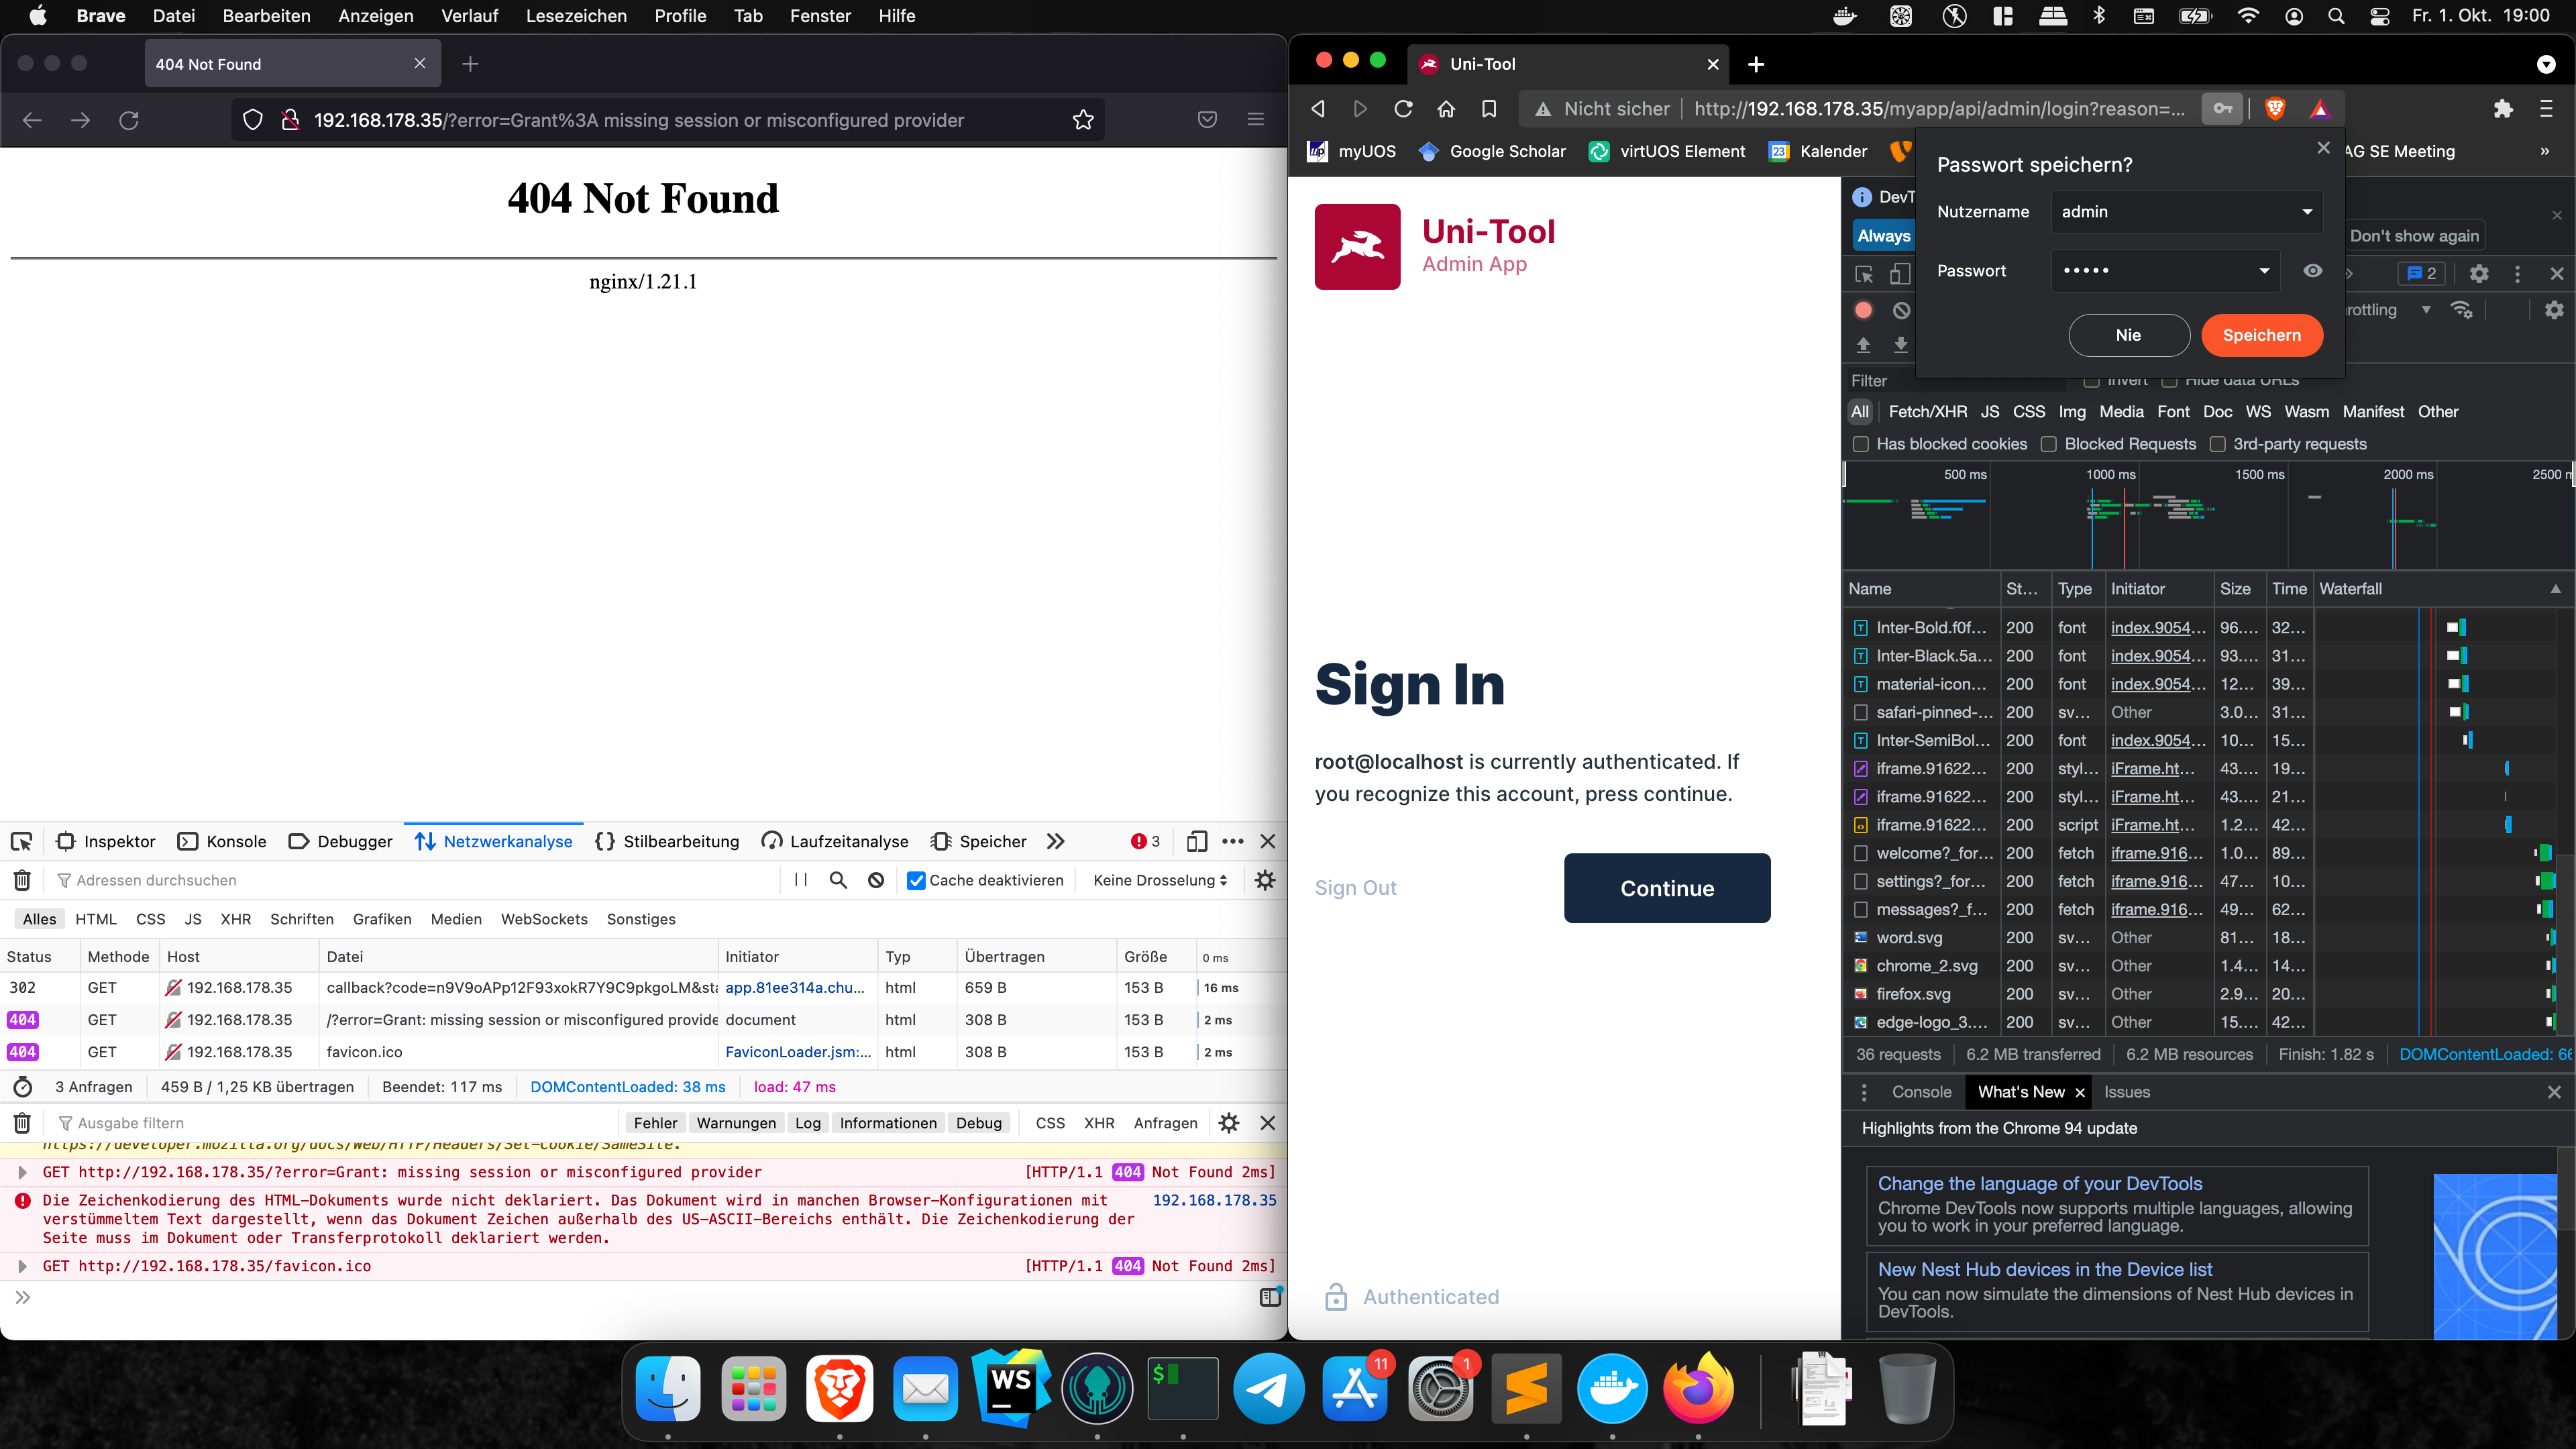 Brave Datei Bearbeiten Anzeigen Verlauf Lesezeichen Profile Tab Fenster Hilfe
Fr. 1. Okt. 19:00
404 Not Found
192.168.178.35/?error=Grant%3A missing session or misconfigured provider
404 Not Found
nginx/1.21.1
Inspektor Konsole Debugger Netzwerkanalyse Stilbearbeitung Laufzeitanalyse Speicher 3
Adressen durchsuchen
Cache deaktivieren Keine Drosselung
Alles HTML CSS JS XHR Schriften Grafiken Medien WebSockets Sonstiges
Status Methode Host Datei Initiator Typ Übertragen Größe 0 ms
302 GET 192.168.178.35 callback?code=n9V9oAPp12F93xokR7Y9C9pkgoLM&sta app.81ee314a.chu... html 659 B 153 B 16 ms
404 GET 192.168.178.35 /?error=Grant: missing session or misconfigured provide document html 308 B 153 B 2 ms
404 GET 192.168.178.35 favicon.ico FaviconLoader.jsm:... html 308 B 153 B 2 ms
3 Anfragen 459 B / 1,25 KB übertragen Beendet: 117 ms DOMContentLoaded: 38 ms load: 47 ms
Ausgabe filtern Fehler Warnungen Log Informationen Debug CSS XHR Anfragen
https://developer.mozilla.org/docs/Web/HTTP/Headers/Set-Cookie/SameSite.
GET http://192.168.178.35/?error=Grant: missing session or misconfigured provider [HTTP/1.1 404 Not Found 2ms]
Die Zeichenkodierung des HTML-Dokuments wurde nicht deklariert. Das Dokument wird in manchen Browser-Konfigurationen mit 192.168.178.35
verstümmeltem Text dargestellt, wenn das Dokument Zeichen außerhalb des US-ASCII-Bereichs enthält. Die Zeichenkodierung der
Seite muss im Dokument oder Transferprotokoll deklariert werden.
GET http://192.168.178.35/favicon.ico [HTTP/1.1 404 Not Found 2ms]
Uni-Tool
Nicht sicher http://192.168.178.35/myapp/api/admin/login?reason=...
myUOS Google Scholar virtUOS Element 23 Kalender AG SE Meeting
Uni-Tool
Admin App
Sign In
root@localhost is currently authenticated. If
you recognize this account, press continue.
Sign Out Continue
Authenticated
Passwort speichern?
Nutzername admin
Passwort •••••
Nie Speichern
DevT
Always Don't show again
2
rottling
Filter Invert Hide data URLs
All Fetch/XHR JS CSS Img Media Font Doc WS Wasm Manifest Other
Has blocked cookies Blocked Requests 3rd-party requests
500 ms 1000 ms 1500 ms 2000 ms 2500 m
Name St... Type Initiator Size Time Waterfall
Inter-Bold.f0f... 200 font index.9054... 96.... 32...
Inter-Black.5a... 200 font index.9054... 93.... 31...
material-icon... 200 font index.9054... 12... 39...
safari-pinned-... 200 sv... Other 3.0... 31...
Inter-SemiBol... 200 font index.9054... 10... 15...
iframe.91622... 200 styl... iFrame.ht... 43.... 19...
iframe.91622... 200 styl... iFrame.ht... 43.... 21...
iframe.91622... 200 script iFrame.ht... 1.2... 42...
welcome?_for... 200 fetch iframe.916... 1.0... 89...
settings?_for... 200 fetch iframe.916... 47... 10...
messages?_f... 200 fetch iframe.916... 49... 62...
word.svg 200 sv... Other 81... 18...
chrome_2.svg 200 sv... Other 1.4... 14...
firefox.svg 200 sv... Other 2.9... 20...
edge-logo_3.... 200 sv... Other 15.... 42...
36 requests 6.2 MB transferred 6.2 MB resources Finish: 1.82 s DOMContentLoaded: 66
Console What's New Issues
Highlights from the Chrome 94 update
Change the language of your DevTools
Chrome DevTools now supports multiple languages, allowing
you to work in your preferred language.
New Nest Hub devices in the Device list
You can now simulate the dimensions of Nest Hub devices in
DevTools.
WS $ 11 1